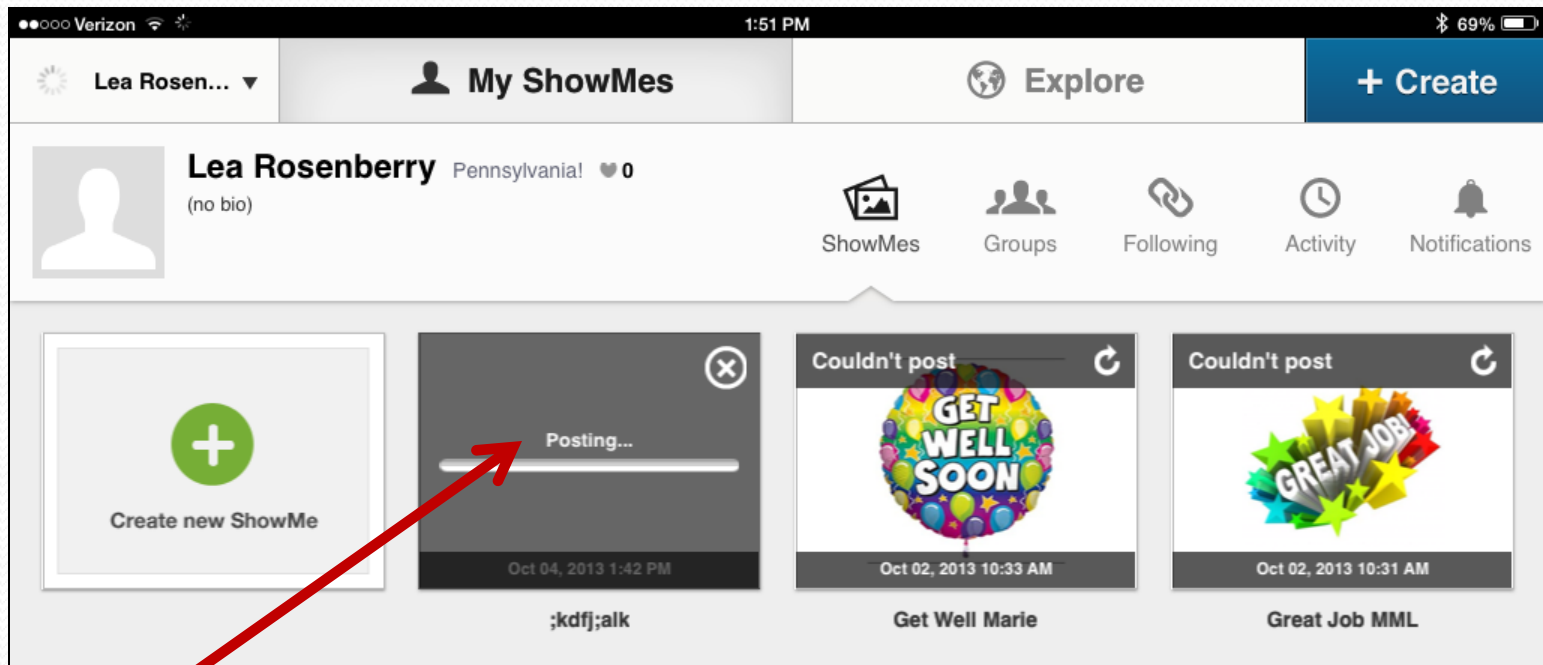 Verizon 1:51 PM 69%
Lea Rosen... My ShowMes Explore + Create
Lea Rosenberry Pennsylvania! 0
(no bio)
ShowMes Groups Following Activity Notifications
Couldn't post Couldn't post
Posting...
GET
WELL
SOON
GREAT JOB!
Create new ShowMe
Oct 04, 2013 1:42 PM Oct 02, 2013 10:33 AM Oct 02, 2013 10:31 AM
;kdfj;alk Get Well Marie Great Job MML